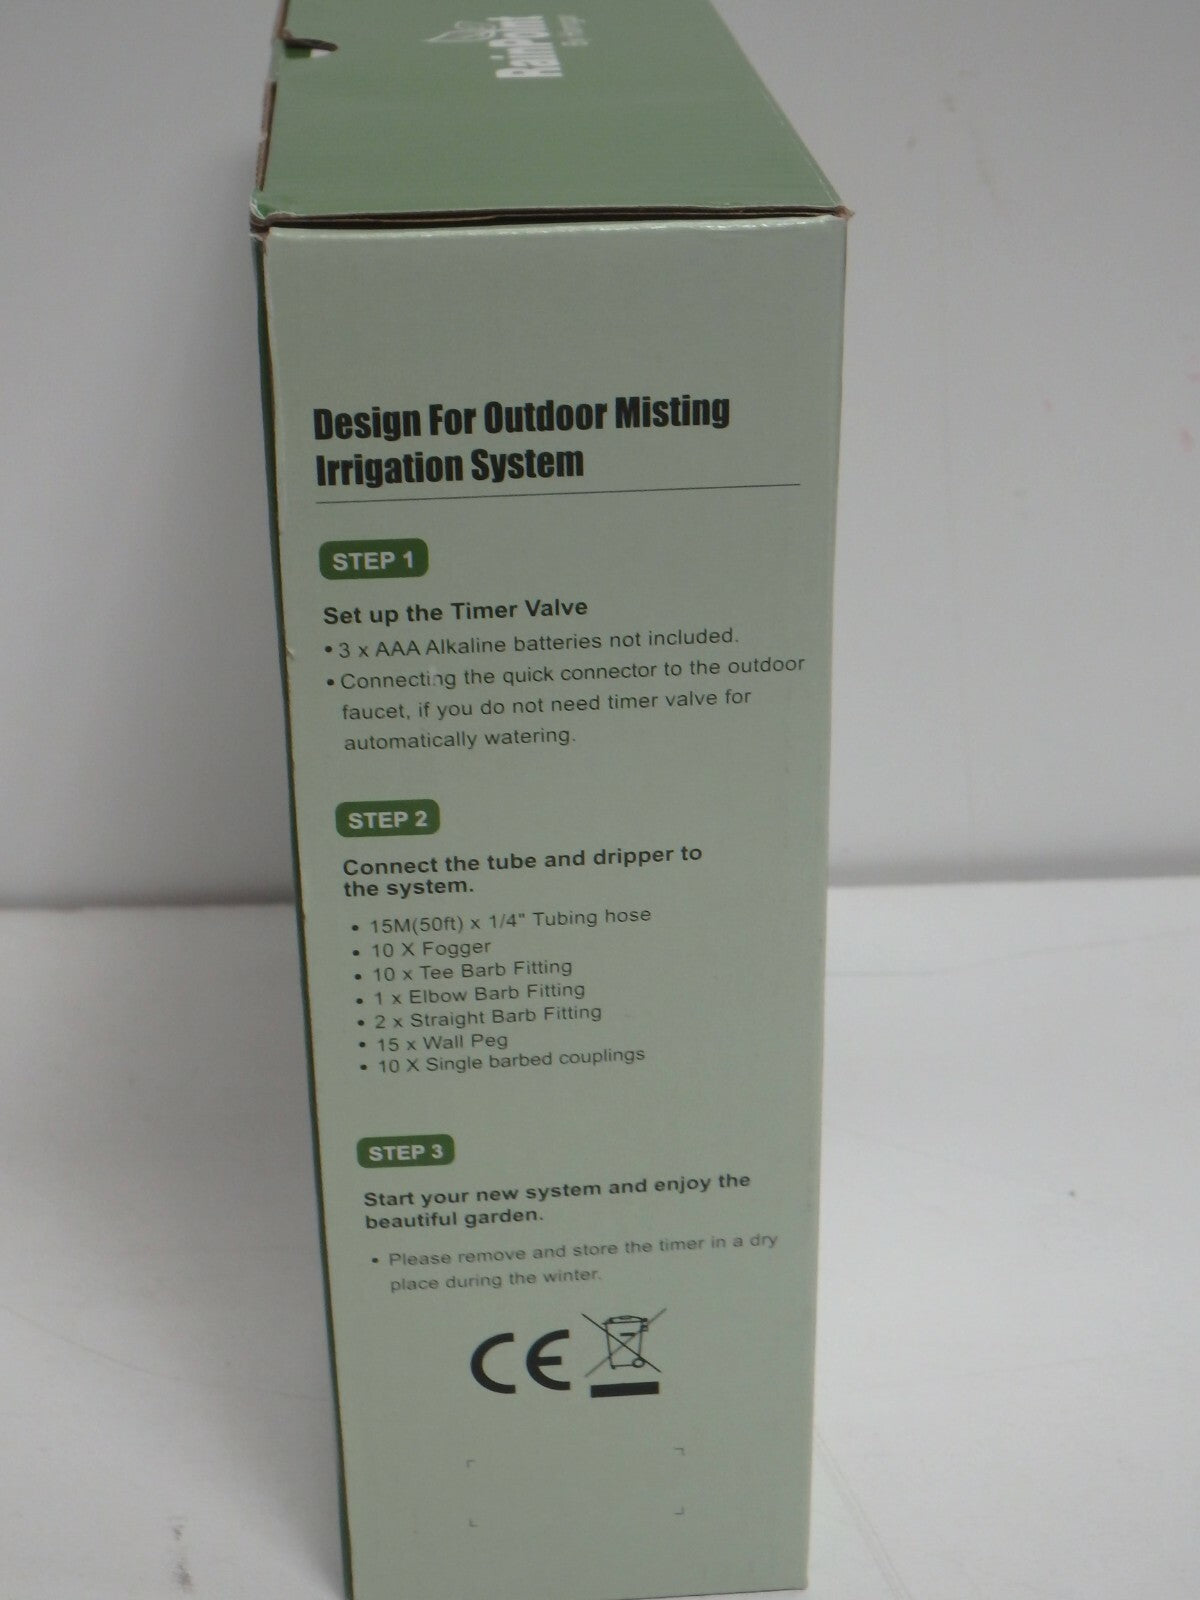 RainPoint
Design For Outdoor Misting
Irrigation System
STEP 1
Set up the Timer Valve
• 3 x AAA Alkaline batteries not included.
• Connecting the quick connector to the outdoor
faucet, if you do not need timer valve for
automatically watering.
STEP 2
Connect the tube and dripper to
the system.
• 15M(50ft) x 1/4" Tubing hose
• 10 X Fogger
• 10 x Tee Barb Fitting
• 1 x Elbow Barb Fitting
• 2 x Straight Barb Fitting
• 15 x Wall Peg
• 10 X Single barbed couplings
STEP 3
Start your new system and enjoy the
beautiful garden.
• Please remove and store the timer in a dry
place during the winter.
CE